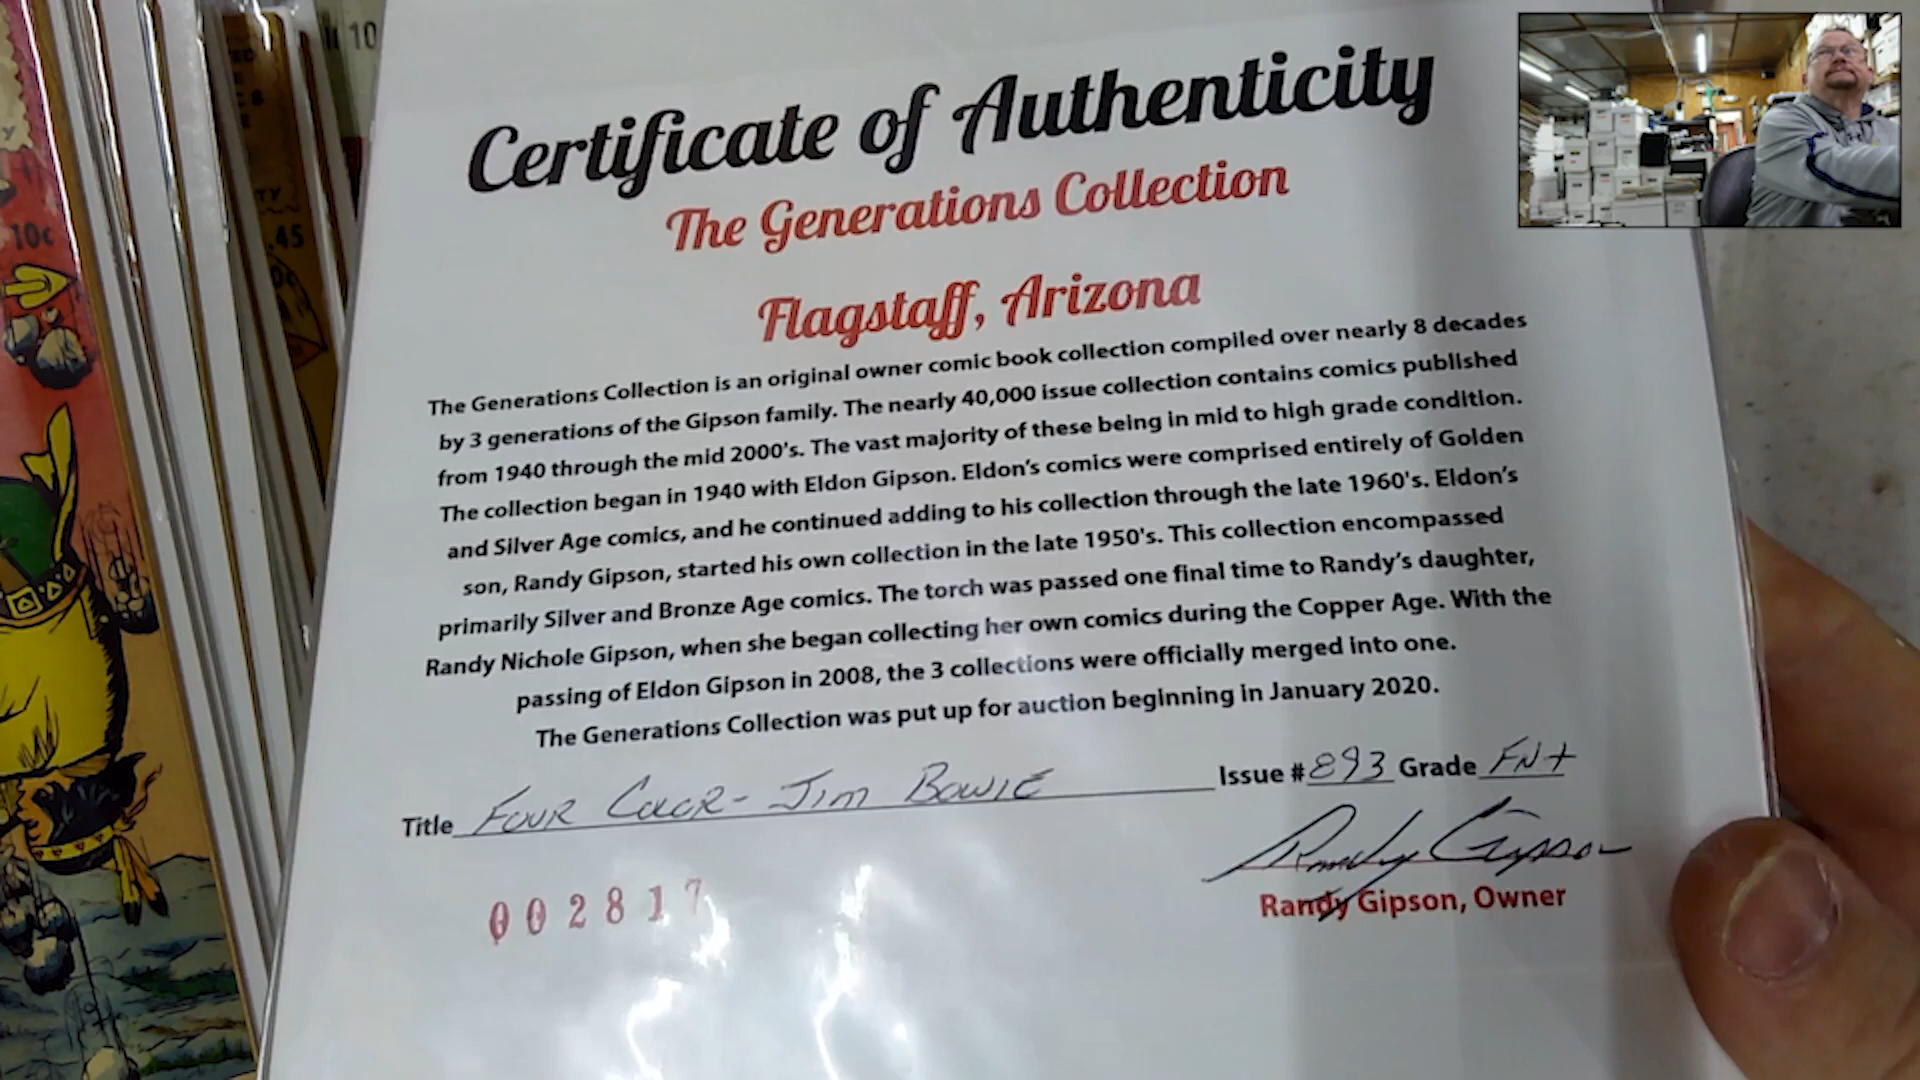 Certificate of Authenticity
The Generations Collection
Flagstaff, Arizona
The Generations Collection is an original owner comic book collection compiled over nearly 8 decades
by 3 generations of the Gipson family. The nearly 40,000 issue collection contains comics published
from 1940 through the mid 2000's. The vast majority of these being in mid to high grade condition.
The collection began in 1940 with Eldon Gipson. Eldon's comics were comprised entirely of Golden
and Silver Age comics, and he continued adding to his collection through the late 1960's. Eldon's
son, Randy Gipson, started his own collection in the late 1950's. This collection encompassed
primarily Silver and Bronze Age comics. The torch was passed one final time to Randy's daughter,
Randy Nichole Gipson, when she began collecting her own comics during the Copper Age. With the
passing of Eldon Gipson in 2008, the 3 collections were officially merged into one.
The Generations Collection was put up for auction beginning in January 2020.
Title FOUR COLOR - JIM BOWIE Issue # 893 Grade FN+
Randy Gipson
Randy Gipson, Owner
002817
10¢
.45
10